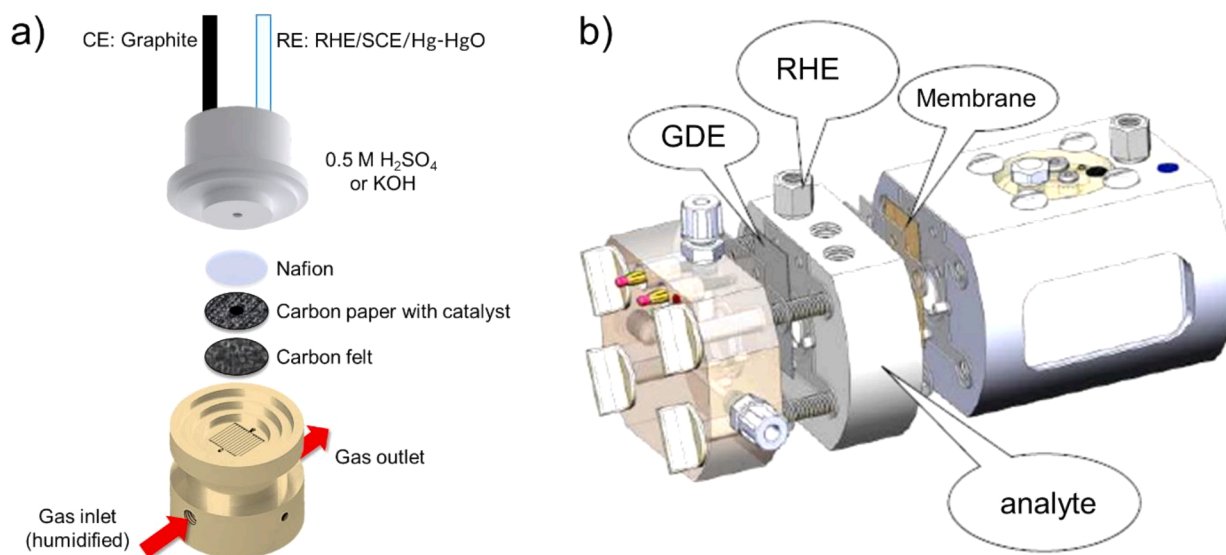 a)
CE: Graphite
RE: RHE/SCE/Hg-HgO
0.5 M H₂SO₄
or KOH
Nafion
Carbon paper with catalyst
Carbon felt
Gas outlet
Gas inlet
(humidified)
b)
RHE
Membrane
GDE
analyte